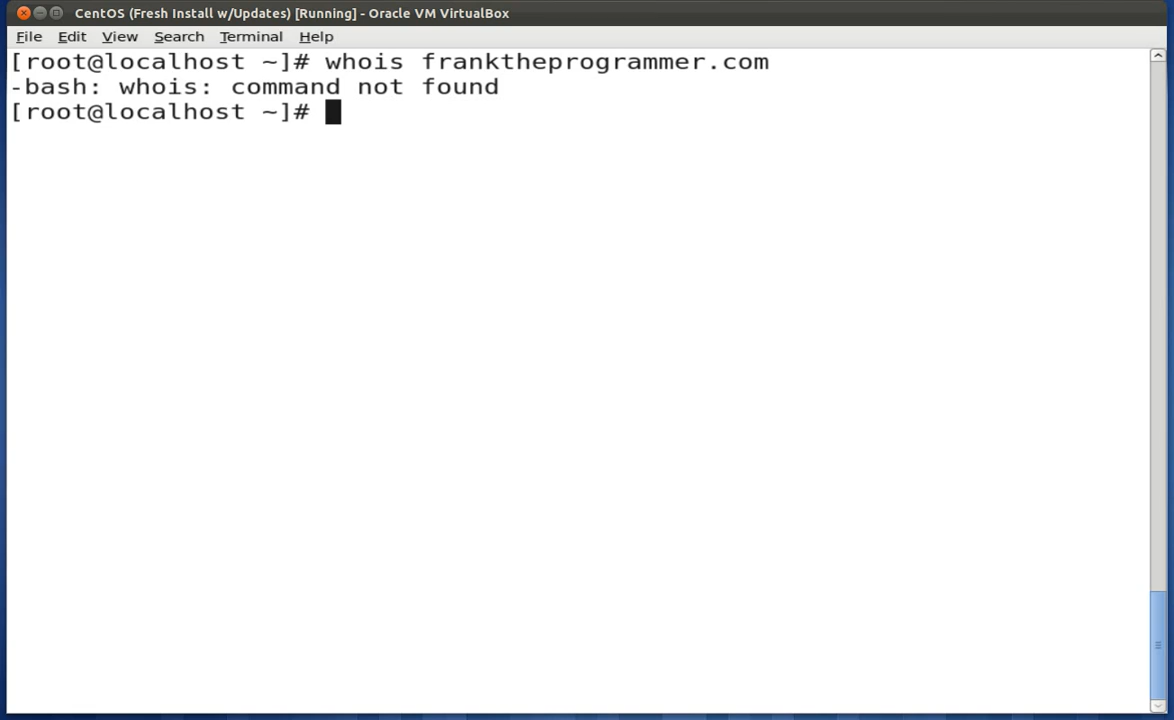 CentOS (Fresh Install w/Updates) [Running] - Oracle VM VirtualBox
File Edit View Search Terminal Help
[root@localhost ~]# whois franktheprogrammer.com
-bash: whois: command not found
[root@localhost ~]#